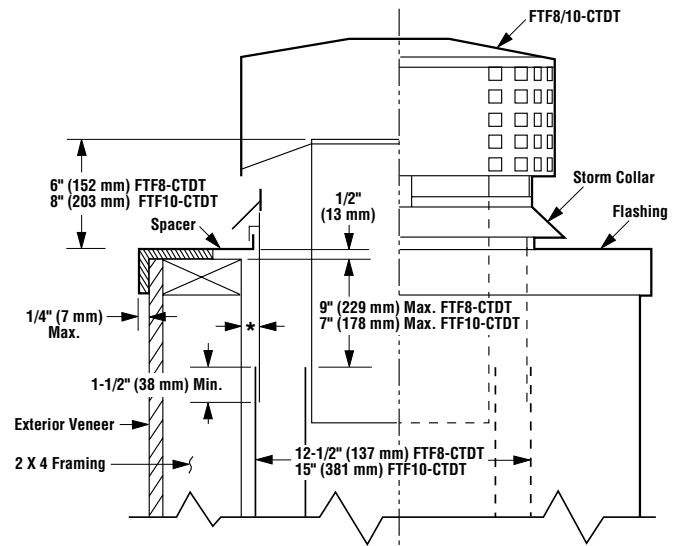 FTF8/10-CTDT
6" (152 mm) FTF8-CTDT
8" (203 mm) FTF10-CTDT
1/2"
(13 mm)
Storm Collar
Flashing
Spacer
9" (229 mm) Max. FTF8-CTDT
7" (178 mm) Max. FTF10-CTDT
1/4" (7 mm)
Max.
*
1-1/2" (38 mm) Min.
Exterior Veneer
12-1/2" (137 mm) FTF8-CTDT
15" (381 mm) FTF10-CTDT
2 X 4 Framing